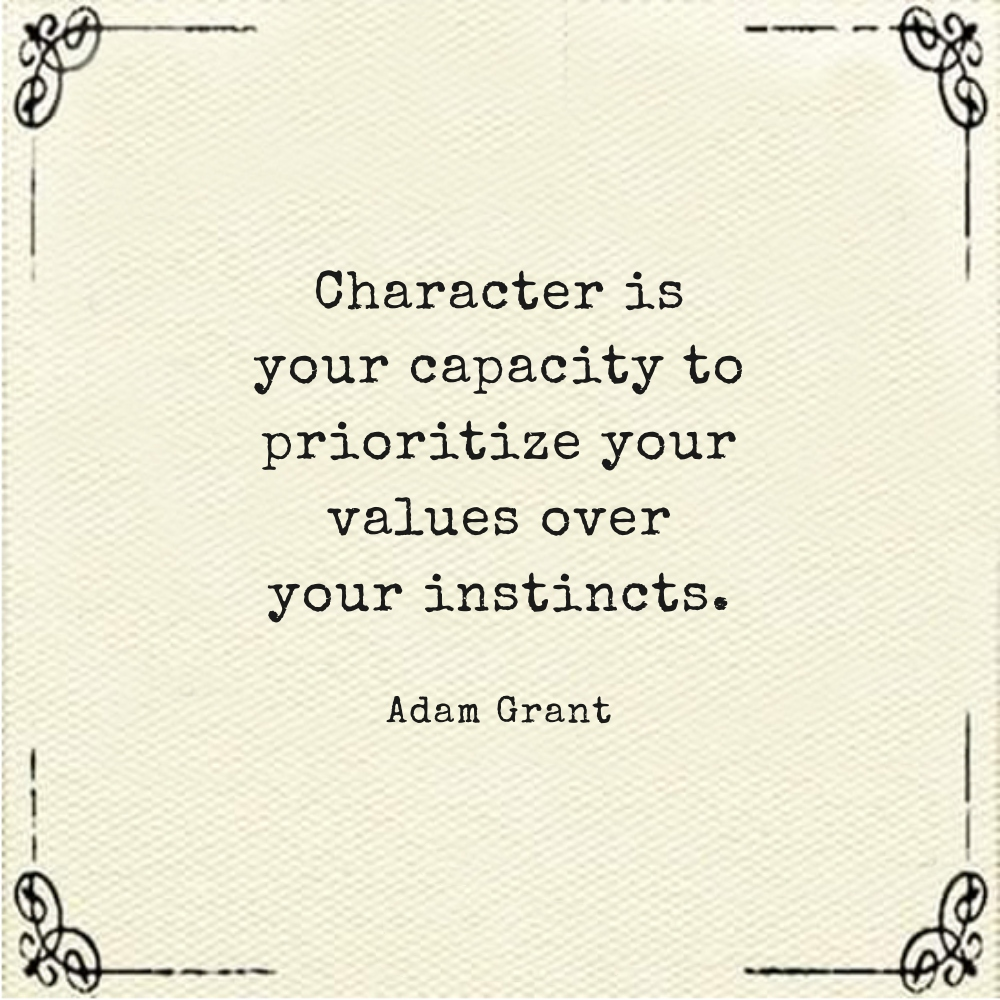 Character is
your capacity to
prioritize your
values over
your instincts.
Adam Grant